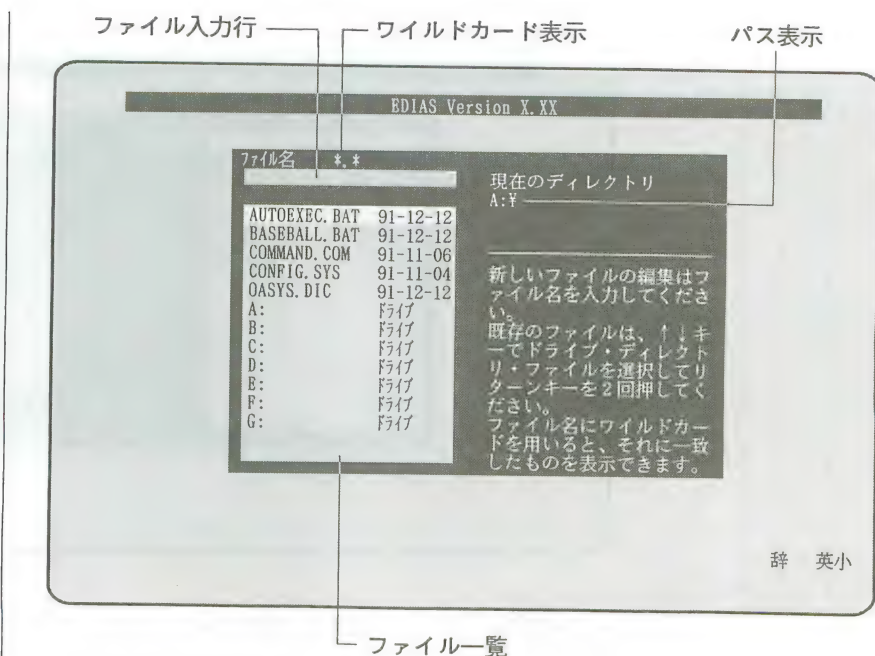 ファイル入力行
ワイルドカード表示
パス表示
EDIAS Version X.XX
ﾌｧｲﾙ名 *.*
AUTOEXEC.BAT 91-12-12
BASEBALL.BAT 91-12-12
COMMAND.COM 91-11-06
CONFIG.SYS 91-11-04
OASYS.DIC 91-12-12
A: ﾄﾞﾗｲﾌﾞ
B: ﾄﾞﾗｲﾌﾞ
C: ﾄﾞﾗｲﾌﾞ
D: ﾄﾞﾗｲﾌﾞ
E: ﾄﾞﾗｲﾌﾞ
F: ﾄﾞﾗｲﾌﾞ
G: ﾄﾞﾗｲﾌﾞ
現在のディレクトリ
A:¥
新しいファイルの編集はフ
ァイル名を入力してくださ
い。
既存のファイルは、↑↓キ
ーでドライブ・ディレクト
リ・ファイルを選択してリ
ターンキーを2回押してく
ださい。
ファイル名にワイルドカー
ドを用いると、それに一致
したものを表示できます。
辞 英小
ファイル一覧